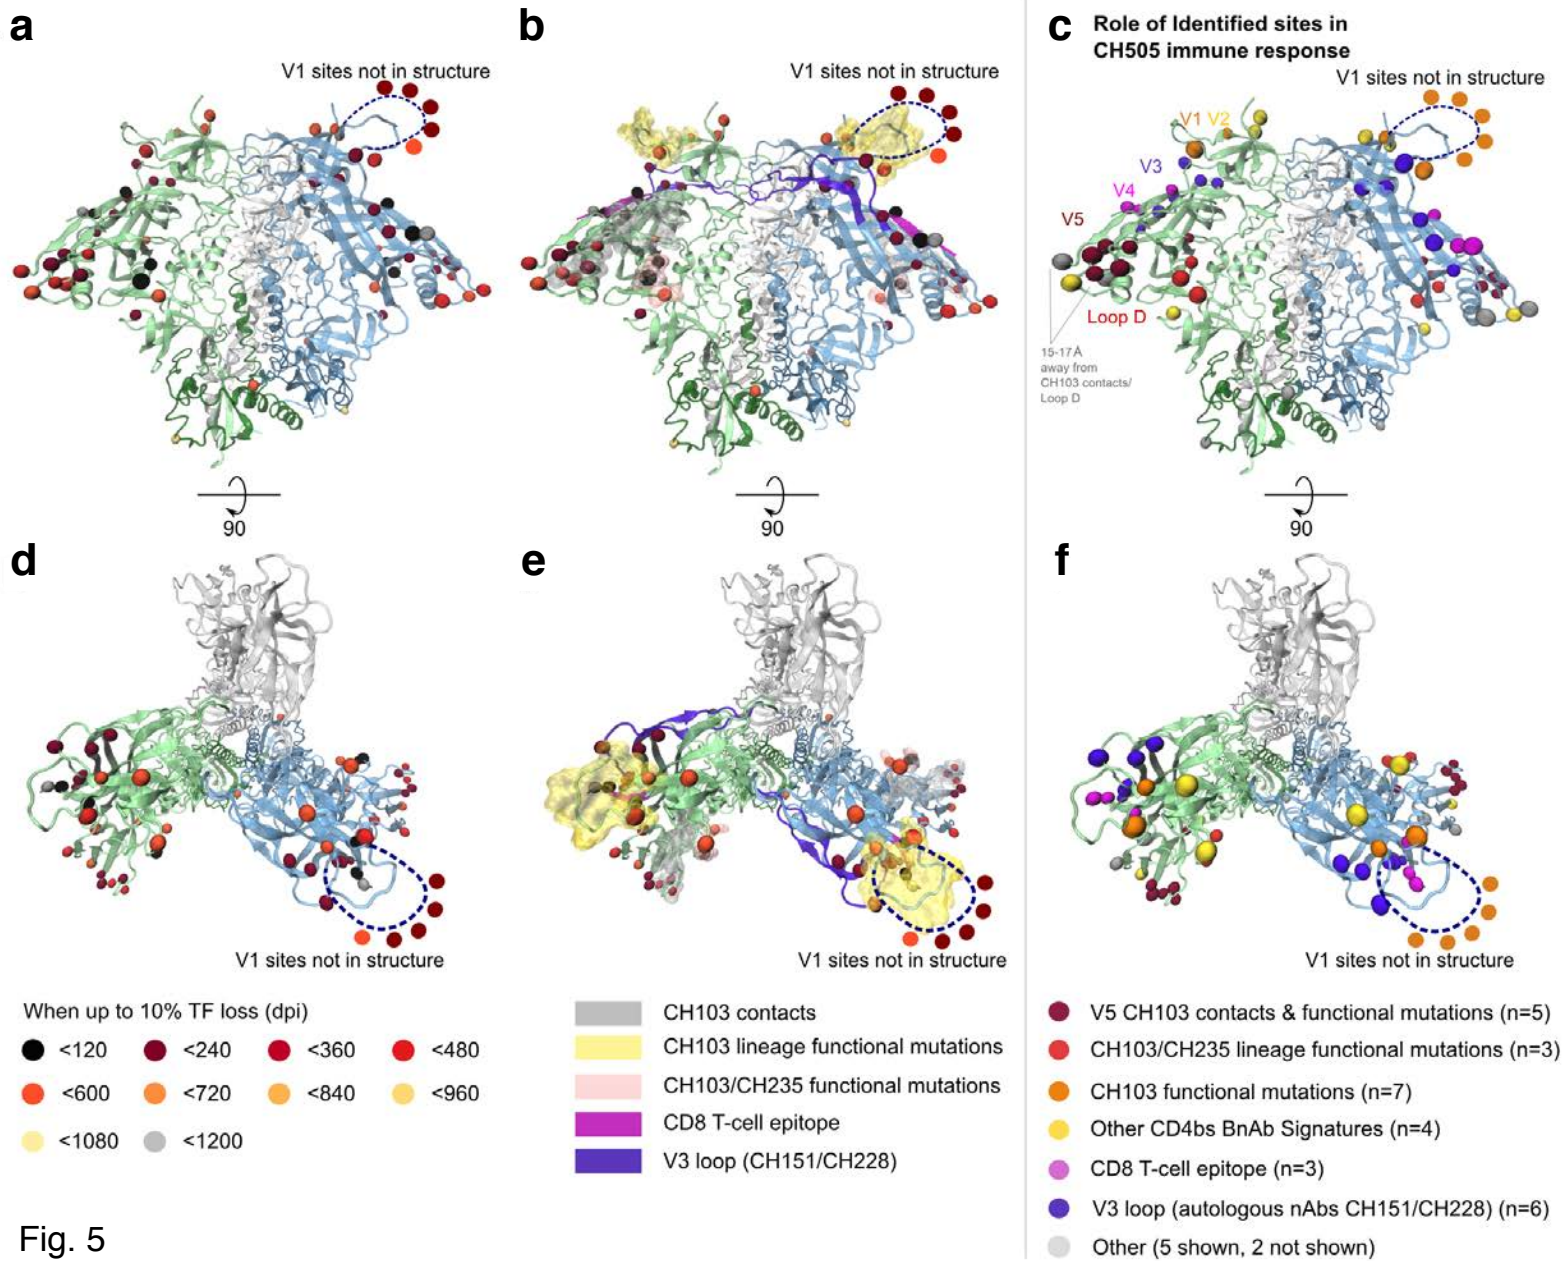 a
b
c
Role of Identified sites in
CH505 immune response
V1 sites not in structure
V1 sites not in structure
V1 sites not in structure
V1 V2
V3
V4
V5
Loop D
15-17Å
away from
CH103 contacts/
Loop D
90
90
90
d
e
f
V1 sites not in structure
V1 sites not in structure
V1 sites not in structure
When up to 10% TF loss (dpi)
<120 <240 <360 <480
<600 <720 <840 <960
<1080 <1200
CH103 contacts
CH103 lineage functional mutations
CH103/CH235 functional mutations
CD8 T-cell epitope
V3 loop (CH151/CH228)
V5 CH103 contacts & functional mutations (n=5)
CH103/CH235 lineage functional mutations (n=3)
CH103 functional mutations (n=7)
Other CD4bs BnAb Signatures (n=4)
CD8 T-cell epitope (n=3)
V3 loop (autologous nAbs CH151/CH228) (n=6)
Other (5 shown, 2 not shown)
Fig. 5